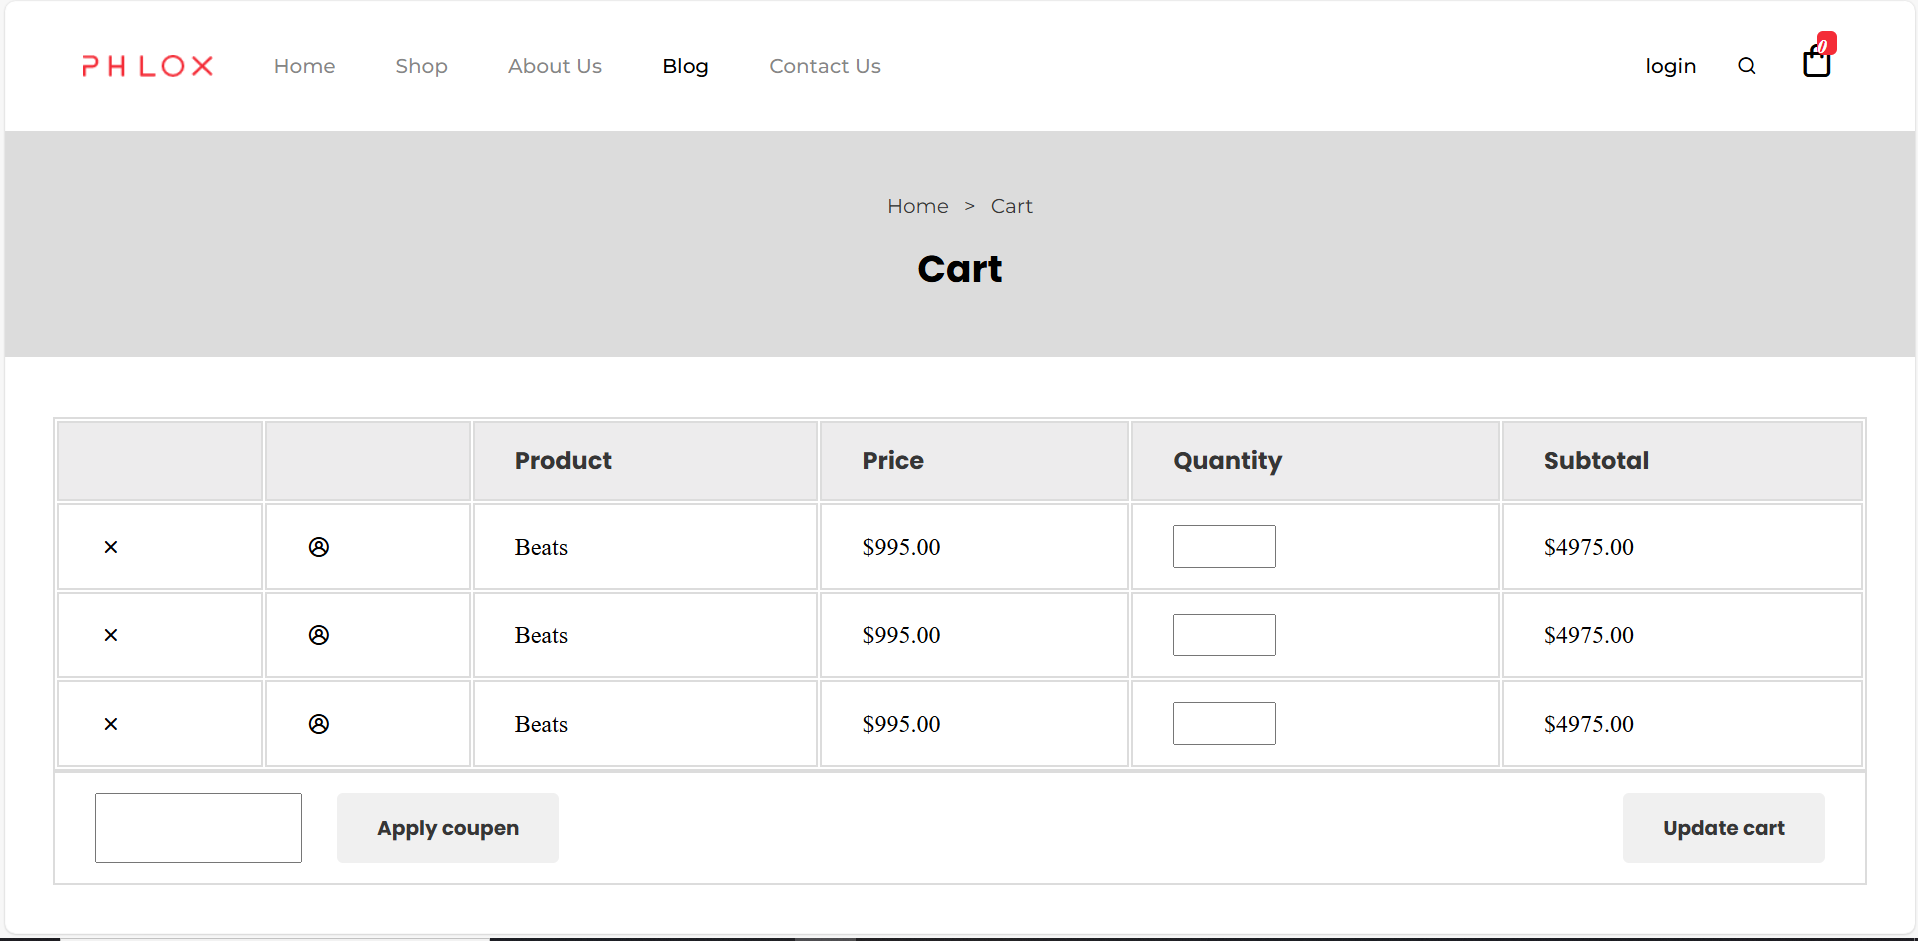 PHLOX Home Shop About Us Blog Contact Us login 0
Home > Cart
Cart
Product Price Quantity Subtotal
Beats $995.00 $4975.00
Beats $995.00 $4975.00
Beats $995.00 $4975.00
Apply coupen Update cart